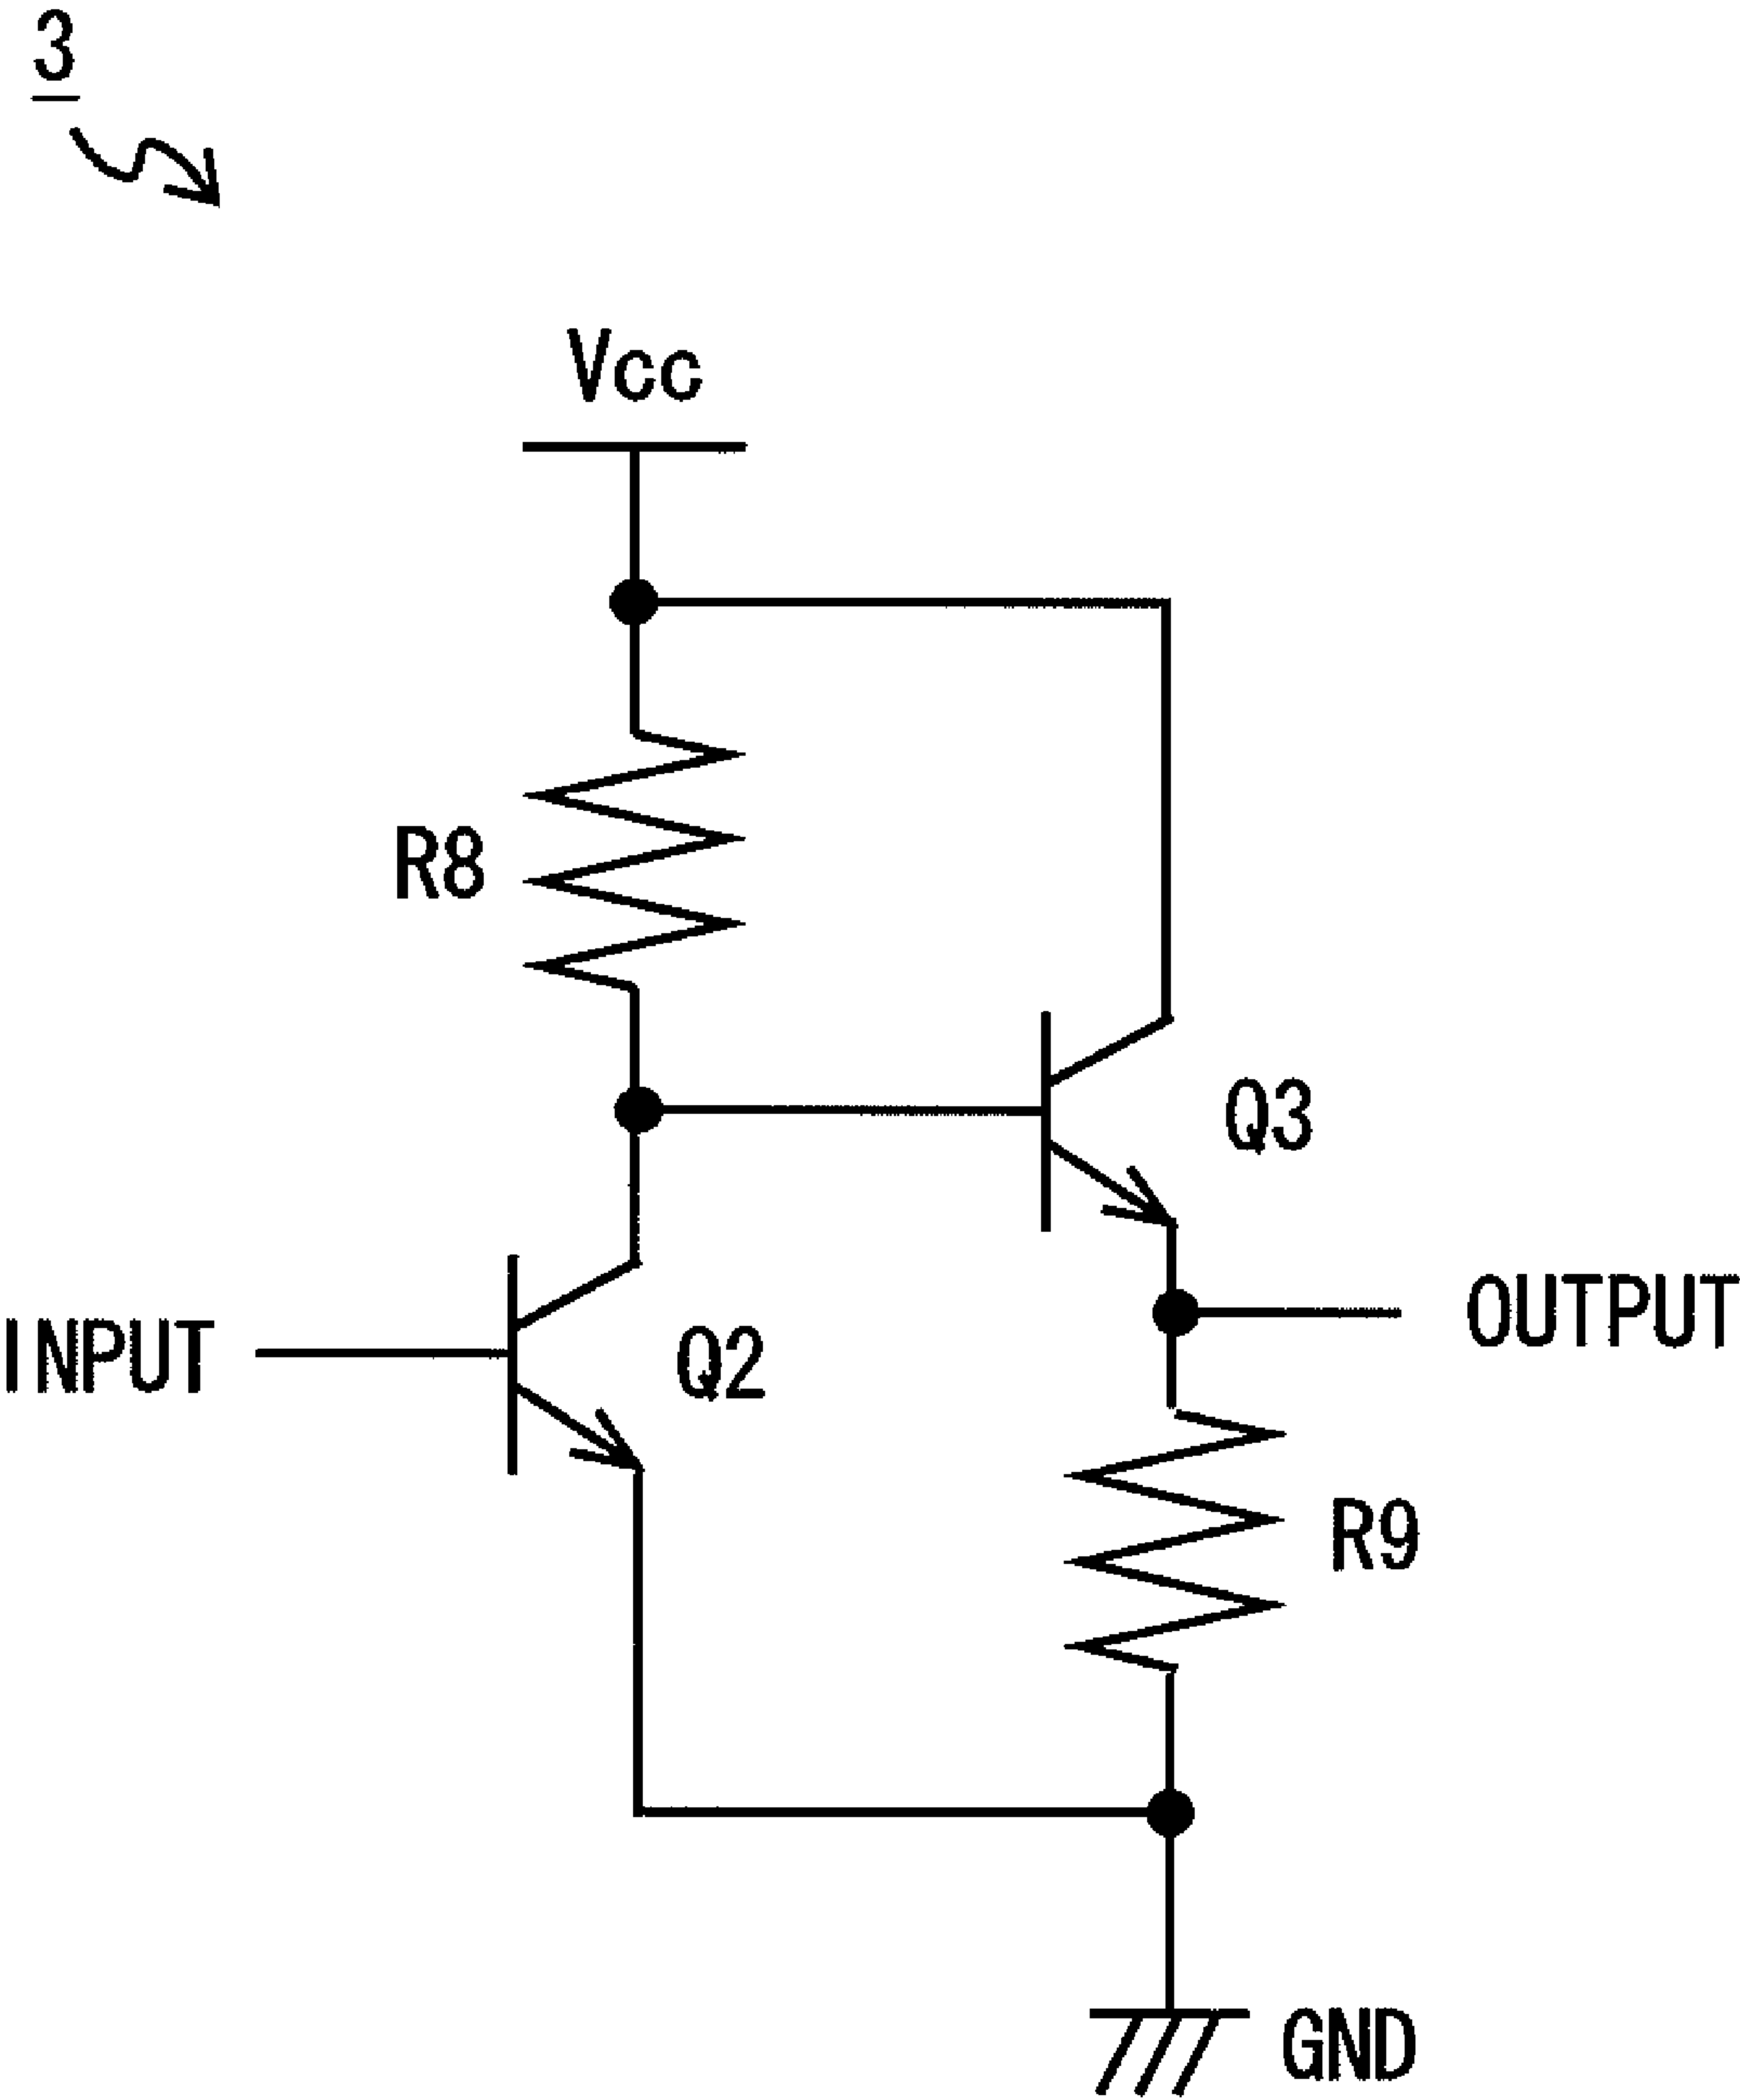 3
Vcc
R8
Q3
INPUT
Q2
OUTPUT
R9
GND